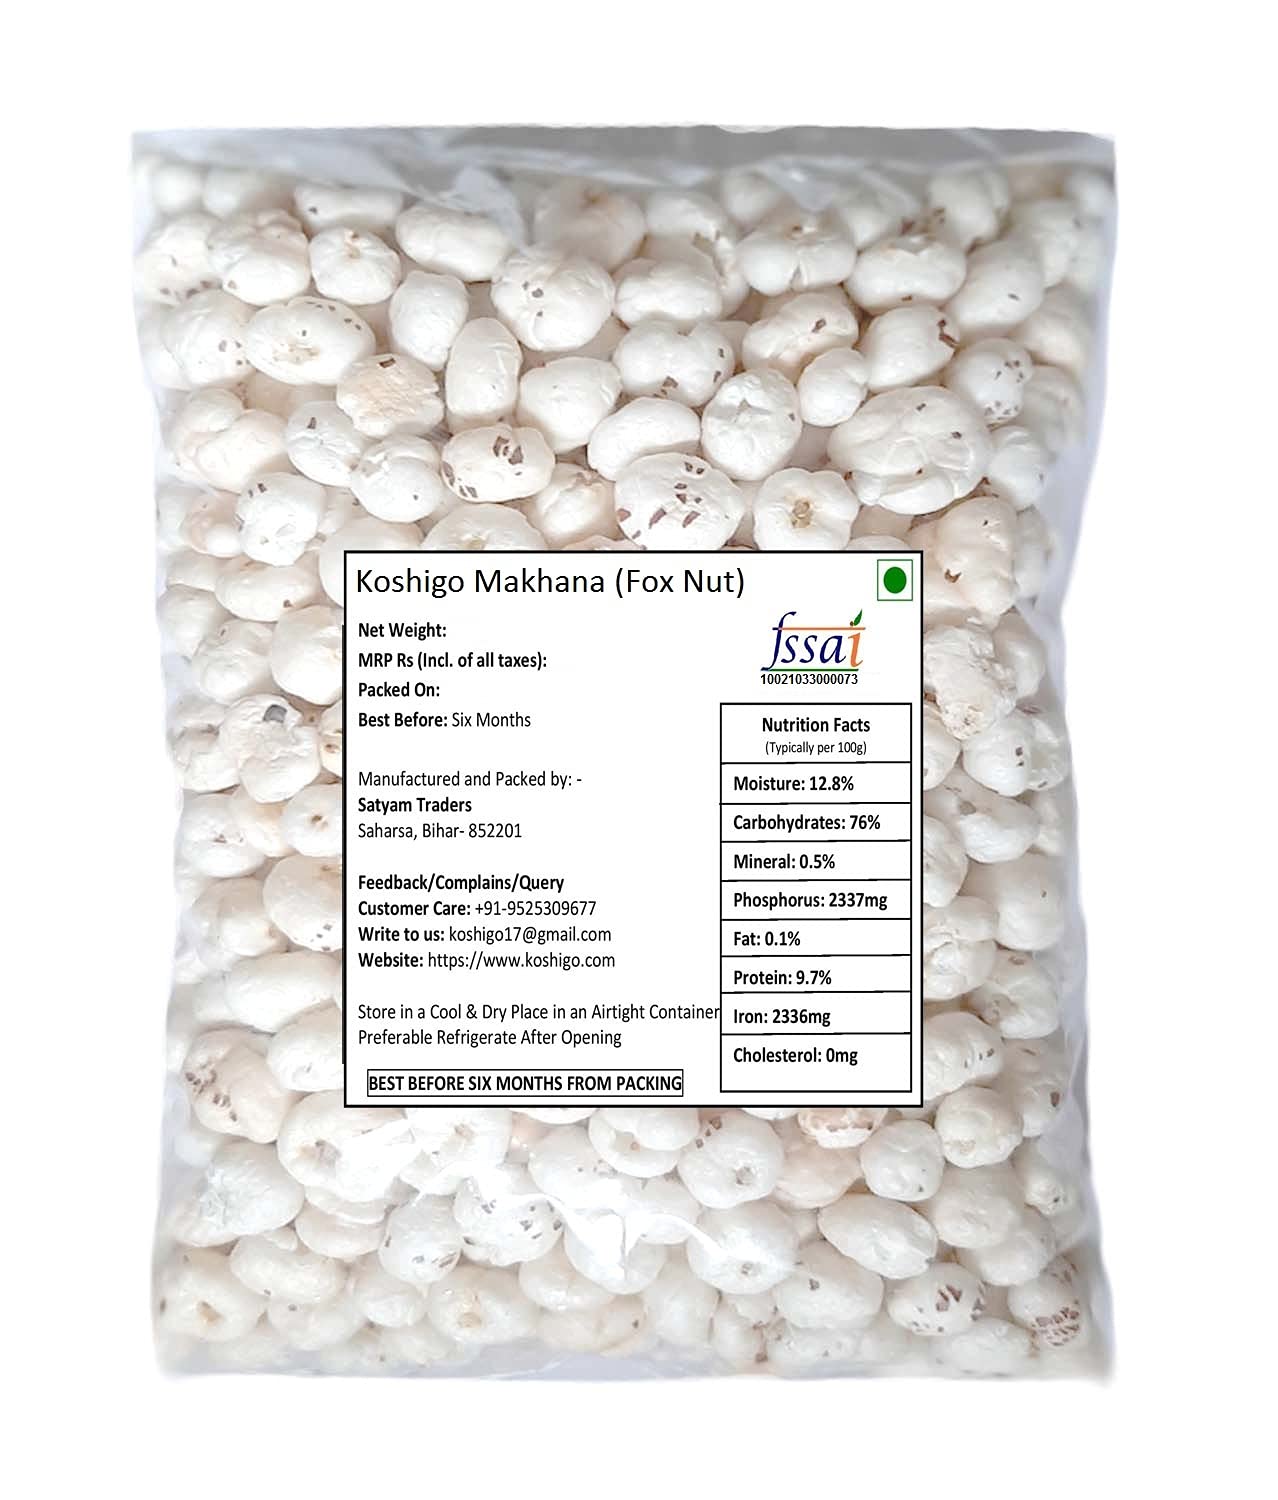 Koshigo Makhana (Fox Nut)
Net Weight:
MRP Rs (Incl. of all taxes):
Packed On:
Best Before: Six Months
fssai
10021033000073
Manufactured and Packed by: -
Satyam Traders
Saharsa, Bihar- 852201
Feedback/Complains/Query
Customer Care: +91-9525309677
Write to us: koshigo17@gmail.com
Website: https://www.koshigo.com
Store in a Cool & Dry Place in an Airtight Container
Preferable Refrigerate After Opening
BEST BEFORE SIX MONTHS FROM PACKING
Nutrition Facts
(Typically per 100g)
Moisture: 12.8%
Carbohydrates: 76%
Mineral: 0.5%
Phosphorus: 2337mg
Fat: 0.1%
Protein: 9.7%
Iron: 2336mg
Cholesterol: 0mg